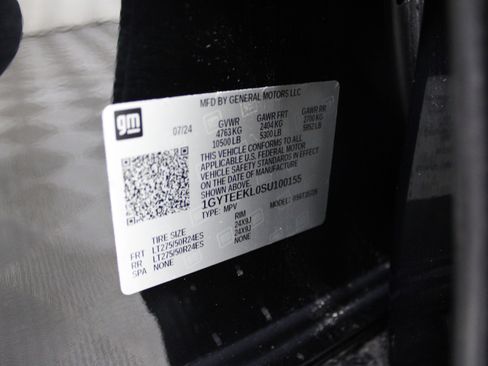 MFD BY GENERAL MOTORS LLC
gm
07/24
GVWR GAWR FRT GAWR RR
4763 KG 2404 KG 2700 KG
10500 LB 5300 LB 5952 LB
THIS VEHICLE CONFORMS TO ALL
APPLICABLE U.S. FEDERAL MOTOR
VEHICLE SAFETY STANDARDS IN EFFECT
ON THE DATE OF MANUFACTURE
SHOWN ABOVE.
1GYTEEKL0SU100155
TYPE: MPV MODEL:
TIRE SIZE RIM
FRT LT275/50R24ES 24X9J
RR LT275/50R24ES 24X9J
SPA NONE NONE